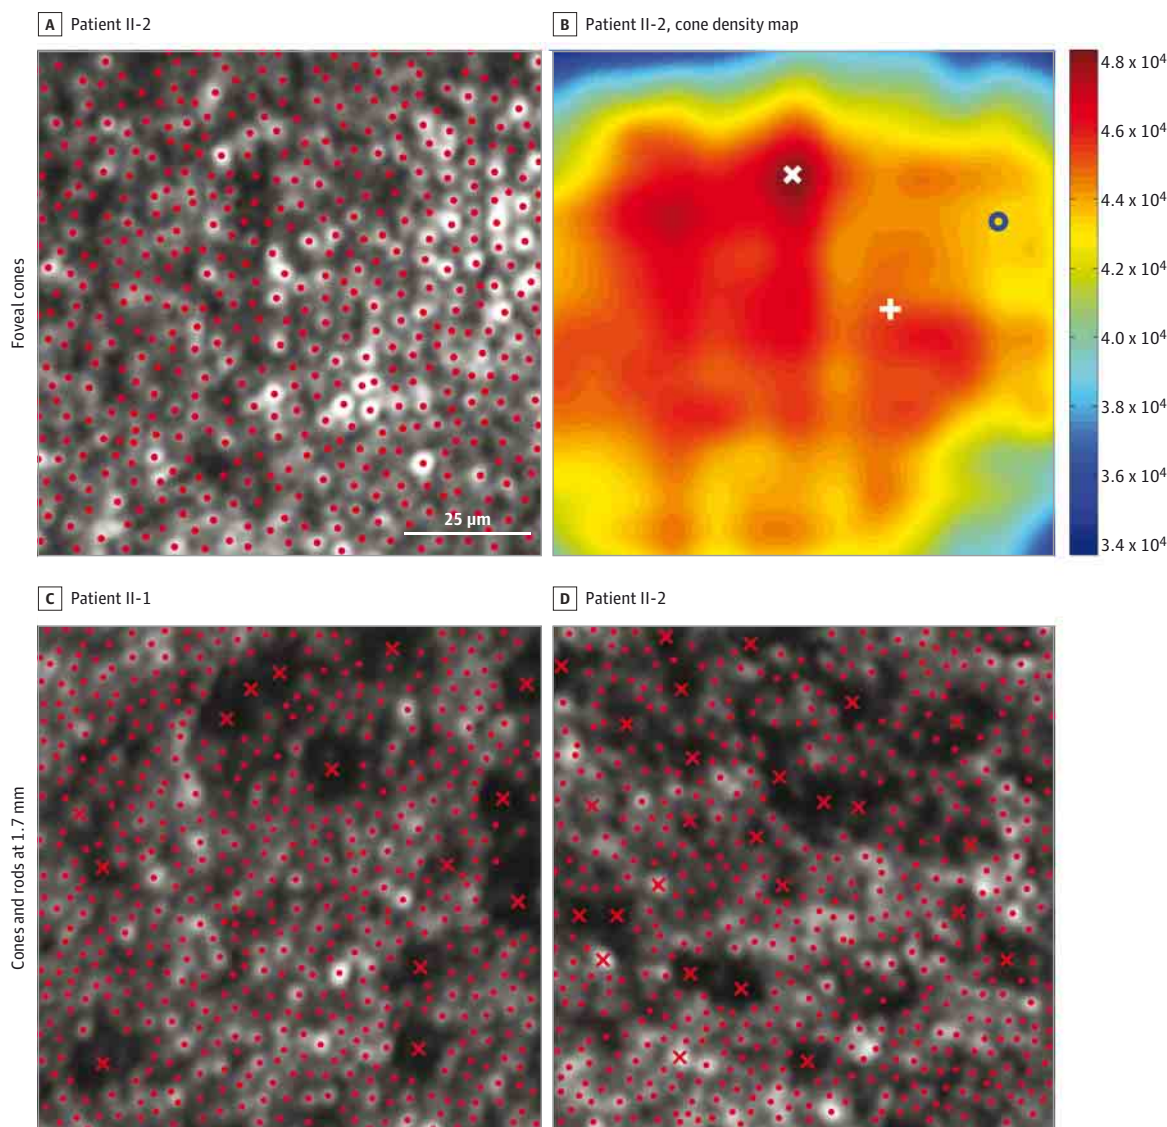 A Patient II-2
B Patient II-2, cone density map
Foveal cones
25 µm
4.8 x 10⁴
4.6 x 10⁴
4.4 x 10⁴
4.2 x 10⁴
4.0 x 10⁴
3.8 x 10⁴
3.6 x 10⁴
3.4 x 10⁴
C Patient II-1
D Patient II-2
Cones and rods at 1.7 mm